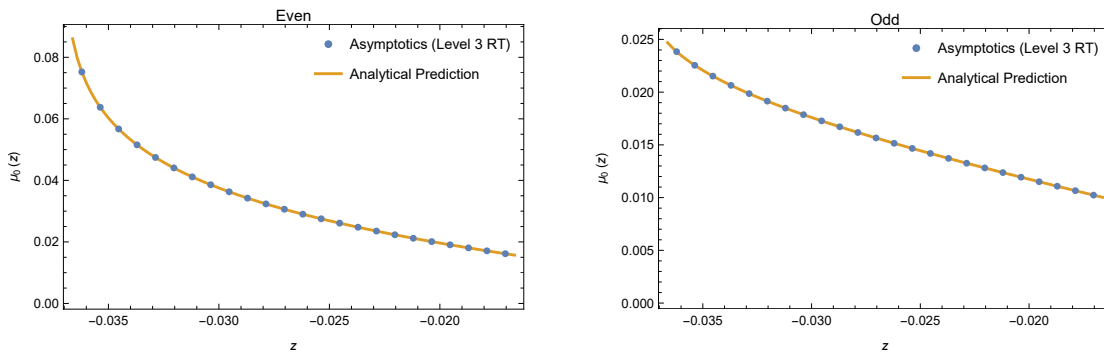 Even
Asymptotics (Level 3 RT)
Analytical Prediction
0.08
0.06
0.04
0.02
0.00
μ₀(z)
-0.035
-0.030
-0.025
-0.020
z
Odd
Asymptotics (Level 3 RT)
Analytical Prediction
0.025
0.020
0.015
0.010
0.005
0.000
μ₀(z)
-0.035
-0.030
-0.025
-0.020
z